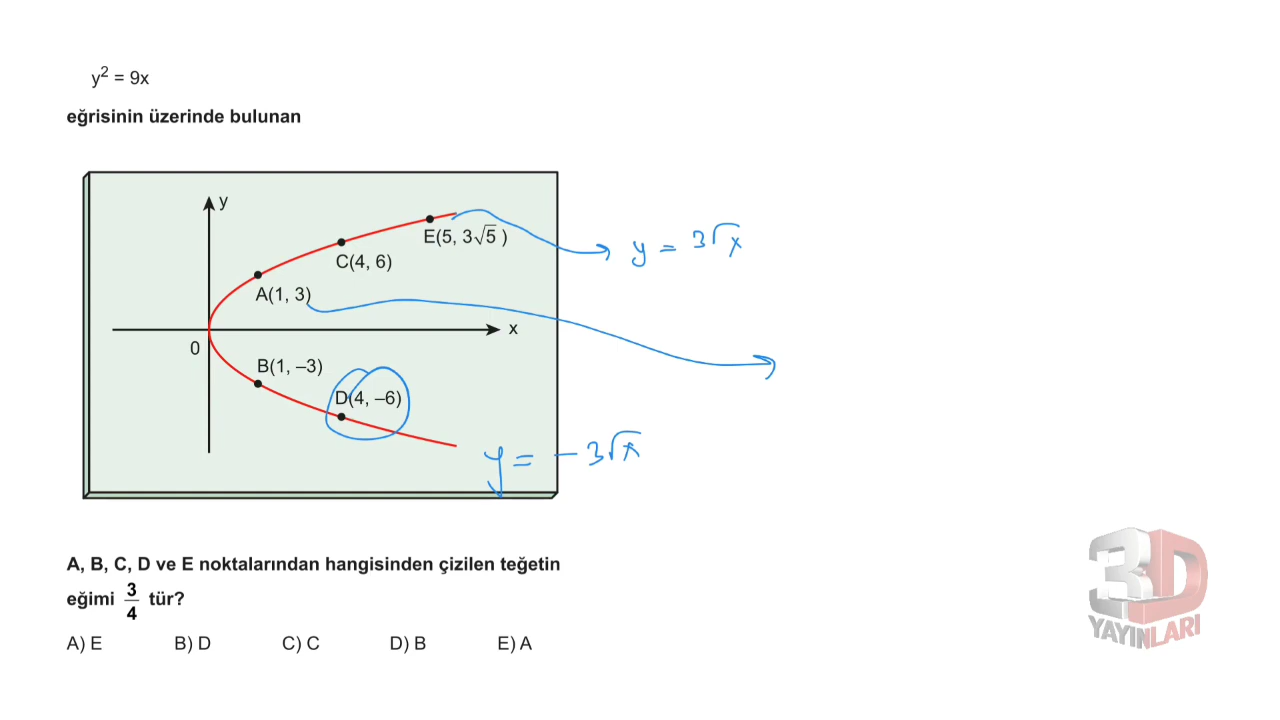 y² = 9x
eğrisinin üzerinde bulunan
y
E(5, 3√5 )
y = 3√x
C(4, 6)
A(1, 3)
x
0
B(1, –3)
D(4, –6)
y = – 3√x
A, B, C, D ve E noktalarından hangisinden çizilen teğetin
eğimi 3/4 tür?
A) E B) D C) C D) B E) A
3D
YAYINLARI